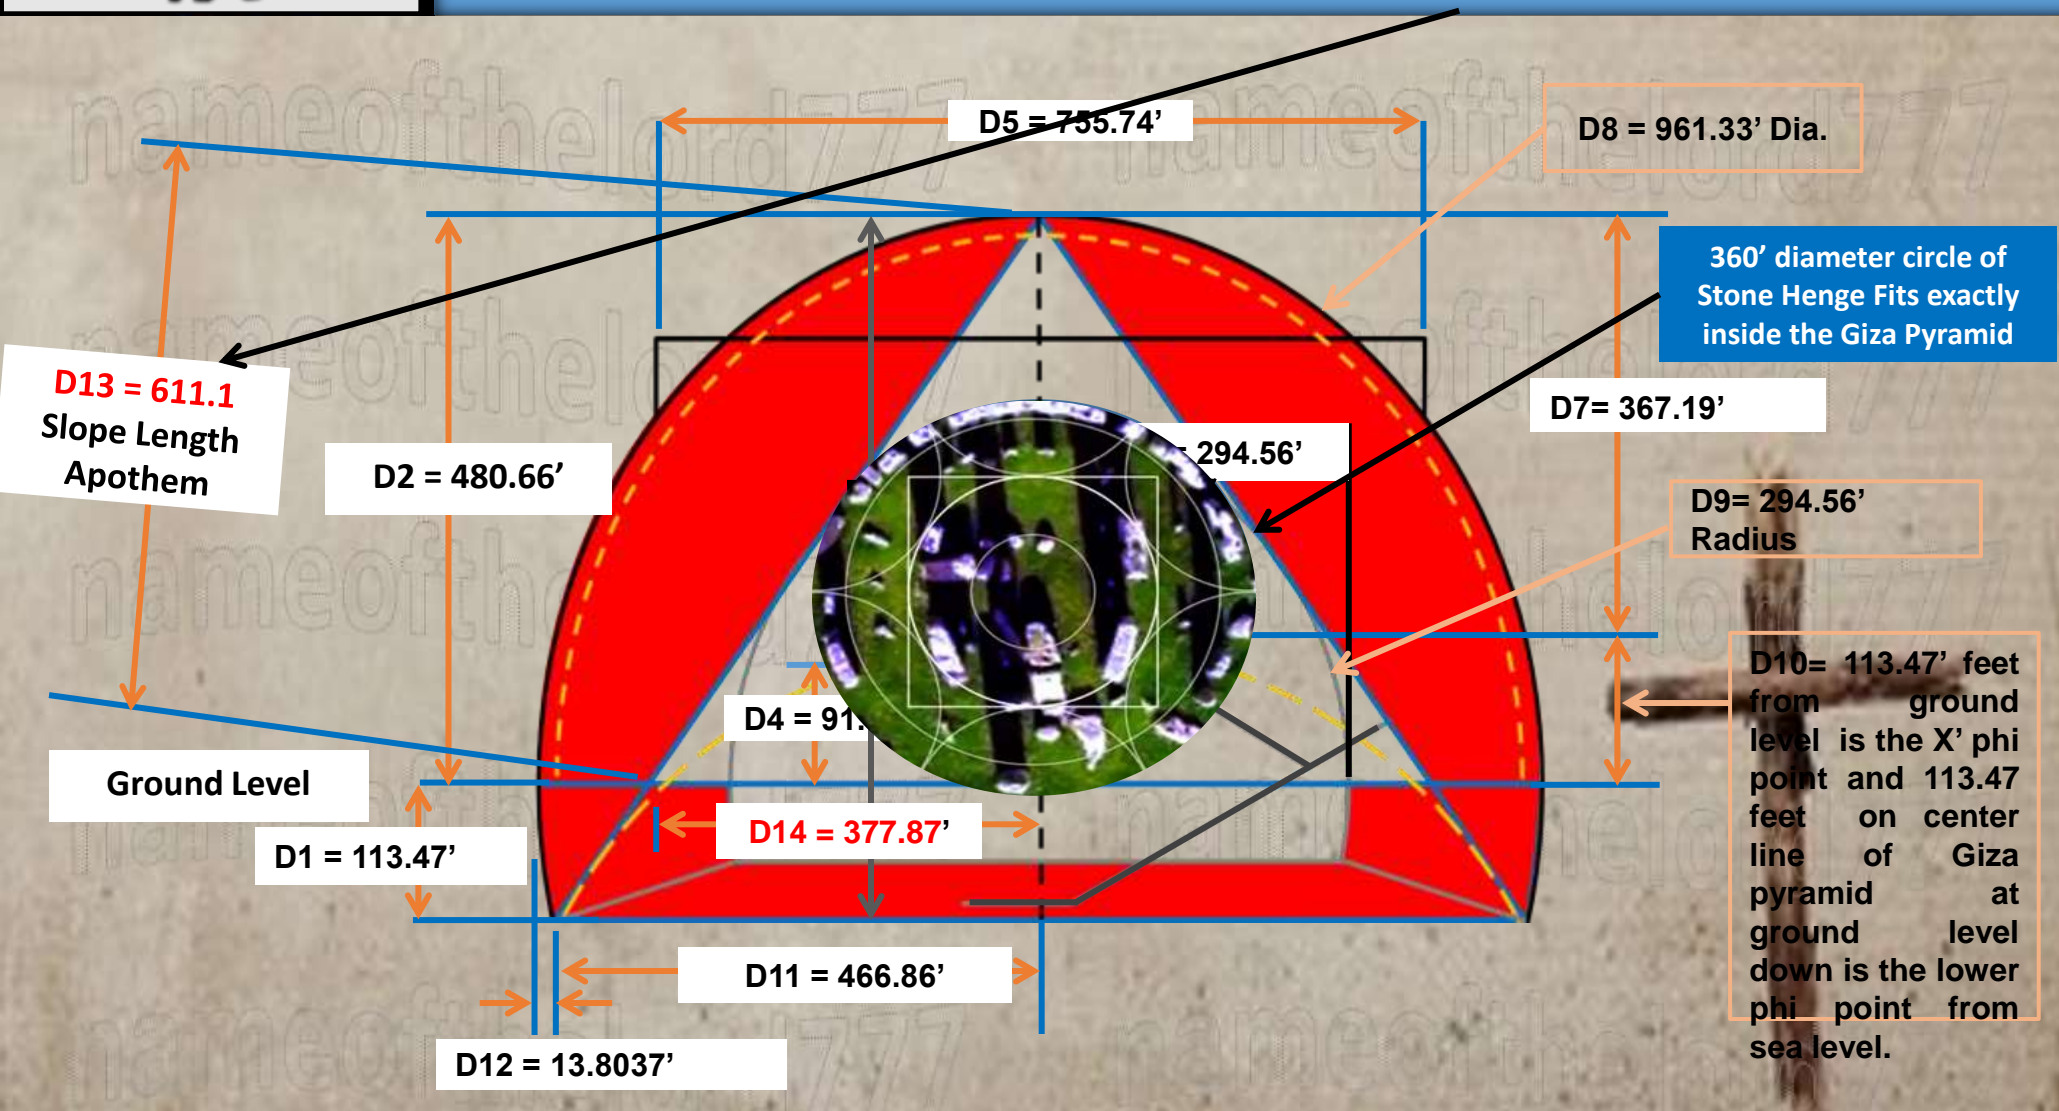 nameofthelord777
nameofthelord777
D5 = 755.74’
D8 = 961.33’ Dia.
360’ diameter circle of
Stone Henge Fits exactly
inside the Giza Pyramid
D13 = 611.1
Slope Length
Apothem
D7= 367.19’
= 294.56’
D2 = 480.66’
D9= 294.56’
Radius
D10= 113.47’ feet
from ground
level is the X’ phi
point and 113.47
feet on center
line of Giza
pyramid at
ground level
down is the lower
phi point from
sea level.
D4 = 91.
Ground Level
D14 = 377.87’
D1 = 113.47’
D11 = 466.86’
D12 = 13.8037’